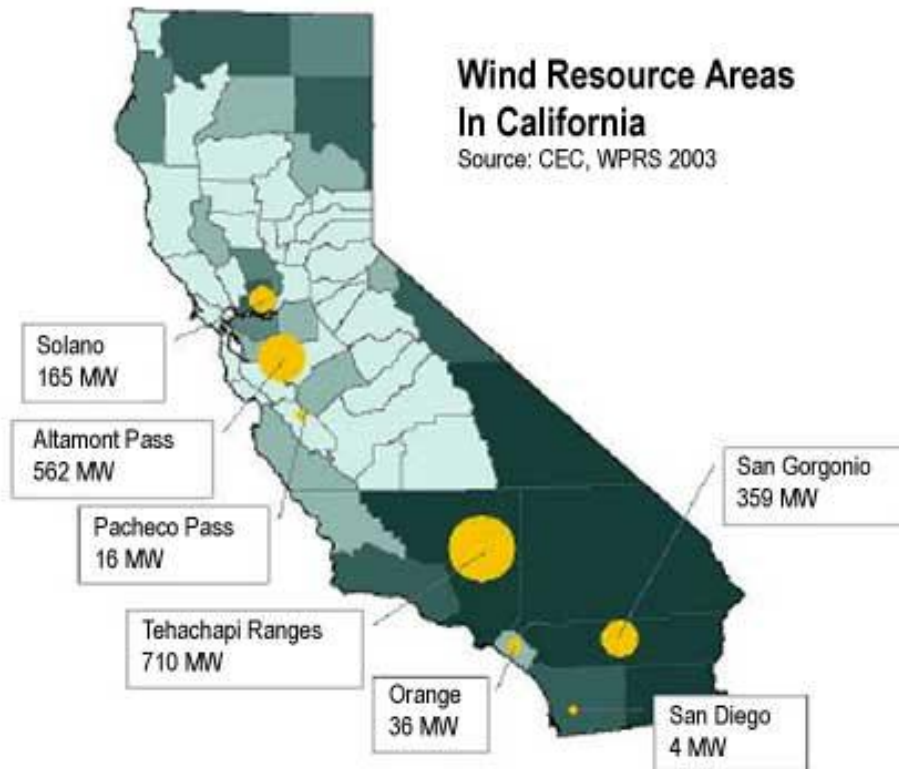 Wind Resource Areas
In California
Source: CEC, WPRS 2003
Solano
165 MW
Altamont Pass
562 MW
Pacheco Pass
16 MW
Tehachapi Ranges
710 MW
Orange
36 MW
San Gorgonio
359 MW
San Diego
4 MW